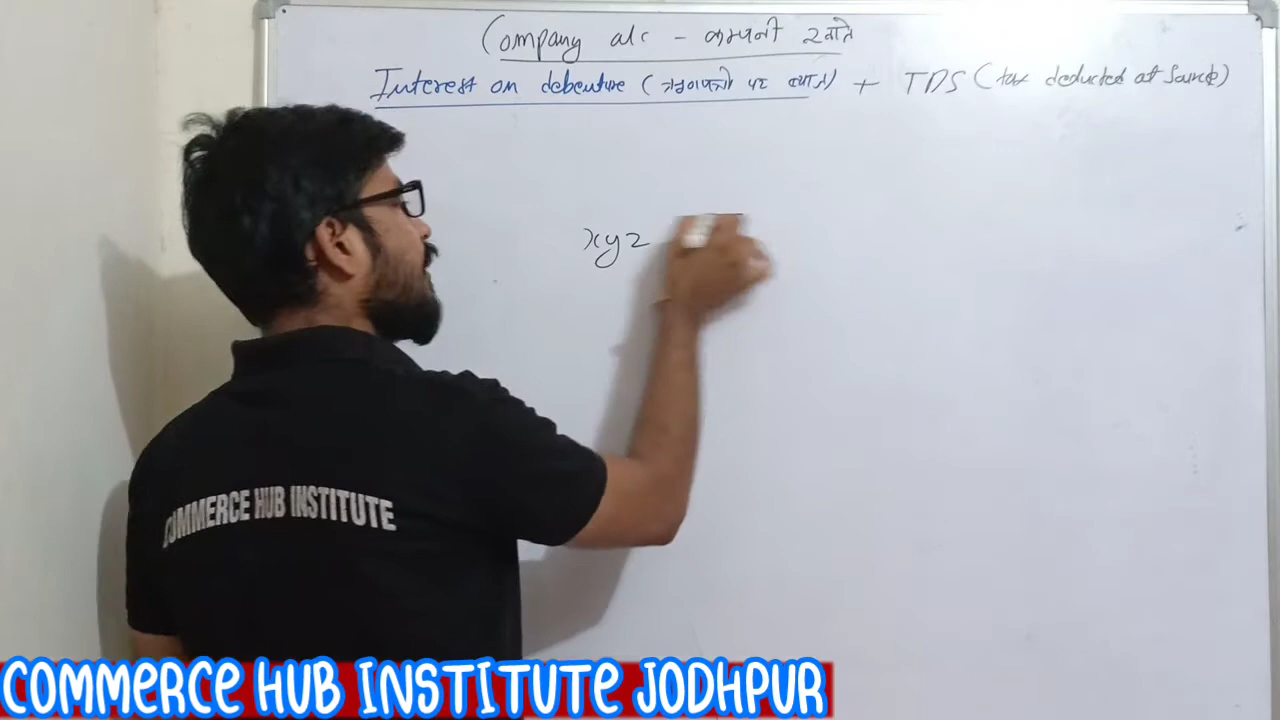 Company a/c - कम्पनी खाते
Interest on debenture (ऋणपत्रो पर ब्याज) + TDS (tax deducted at source)
xyz
COMMERCE HUB INSTITUTE
COMMERCE HUB INSTITUTE JODHPUR